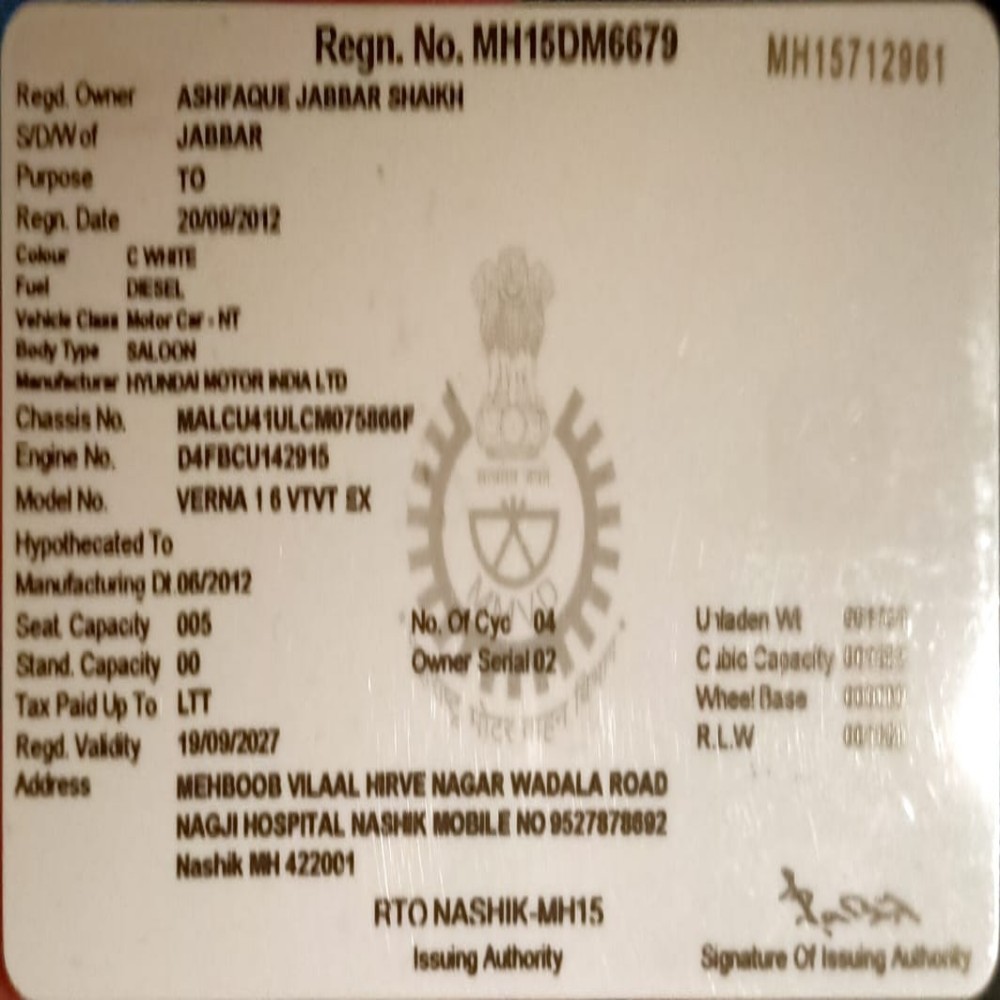 Regn. No. MH15DM6679
MH15712961
Regd. Owner ASHFAQUE JABBAR SHAIKH
S/D/W of JABBAR
Purpose TO
Regn. Date 20/09/2012
Colour C WHITE
Fuel DIESEL
Vehicle Class Motor Car - NT
Body Type SALOON
Manufacturer HYUNDAI MOTOR INDIA LTD
Chassis No. MALCU41ULCM075866F
Engine No. D4FBCU142915
Model No. VERNA 1 6 VTVT EX
Hypothecated To
Manufacturing Dt 06/2012
Seat Capacity 005 No. Of Cyc 04 Unladen Wt
Stand. Capacity 00 Owner Serial 02 Cubic Capacity
Tax Paid Up To LTT Wheel Base
Regd. Validity 19/09/2027 R.L.W
Address MEHBOOB VILAAL HIRVE NAGAR WADALA ROAD
NAGJI HOSPITAL NASHIK MOBILE NO 9527878692
Nashik MH 422001
RTO NASHIK-MH15
Issuing Authority Signature Of Issuing Authority